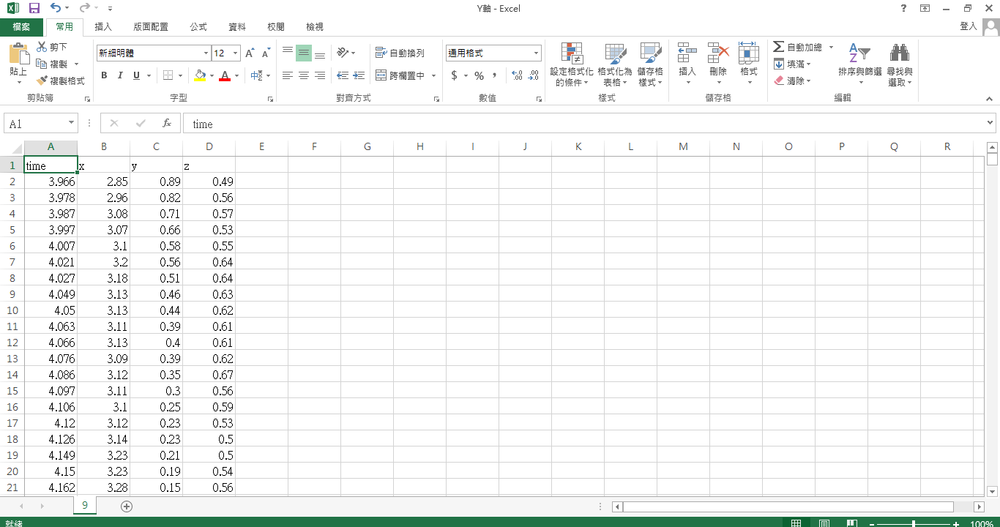 Y軸 - Excel
檔案 常用 插入 版面配置 公式 資料 校閱 檢視 登入
貼上 剪下 複製 複製格式 剪貼簿
新細明體 12 B I U 中 字型
自動換列 跨欄置中 對齊方式
通用格式 $ % , 數值
設定格式化的條件 格式化為表格 儲存格樣式 樣式
插入 刪除 格式 儲存格
自動加總 填滿 清除 排序與篩選 尋找與選取 編輯
A1 fx time
A B C D E F G H I J K L M N O P Q R
1 time x y z
2 3.966 2.85 0.89 0.49
3 3.978 2.96 0.82 0.56
4 3.987 3.08 0.71 0.57
5 3.997 3.07 0.66 0.53
6 4.007 3.1 0.58 0.55
7 4.021 3.2 0.56 0.64
8 4.027 3.18 0.51 0.64
9 4.049 3.13 0.46 0.63
10 4.05 3.13 0.44 0.62
11 4.063 3.11 0.39 0.61
12 4.066 3.13 0.4 0.61
13 4.076 3.09 0.39 0.62
14 4.086 3.12 0.35 0.67
15 4.097 3.11 0.3 0.56
16 4.106 3.1 0.25 0.59
17 4.12 3.12 0.23 0.53
18 4.126 3.14 0.23 0.5
19 4.149 3.23 0.21 0.5
20 4.15 3.23 0.19 0.54
21 4.162 3.28 0.15 0.56
9
就緒 100%